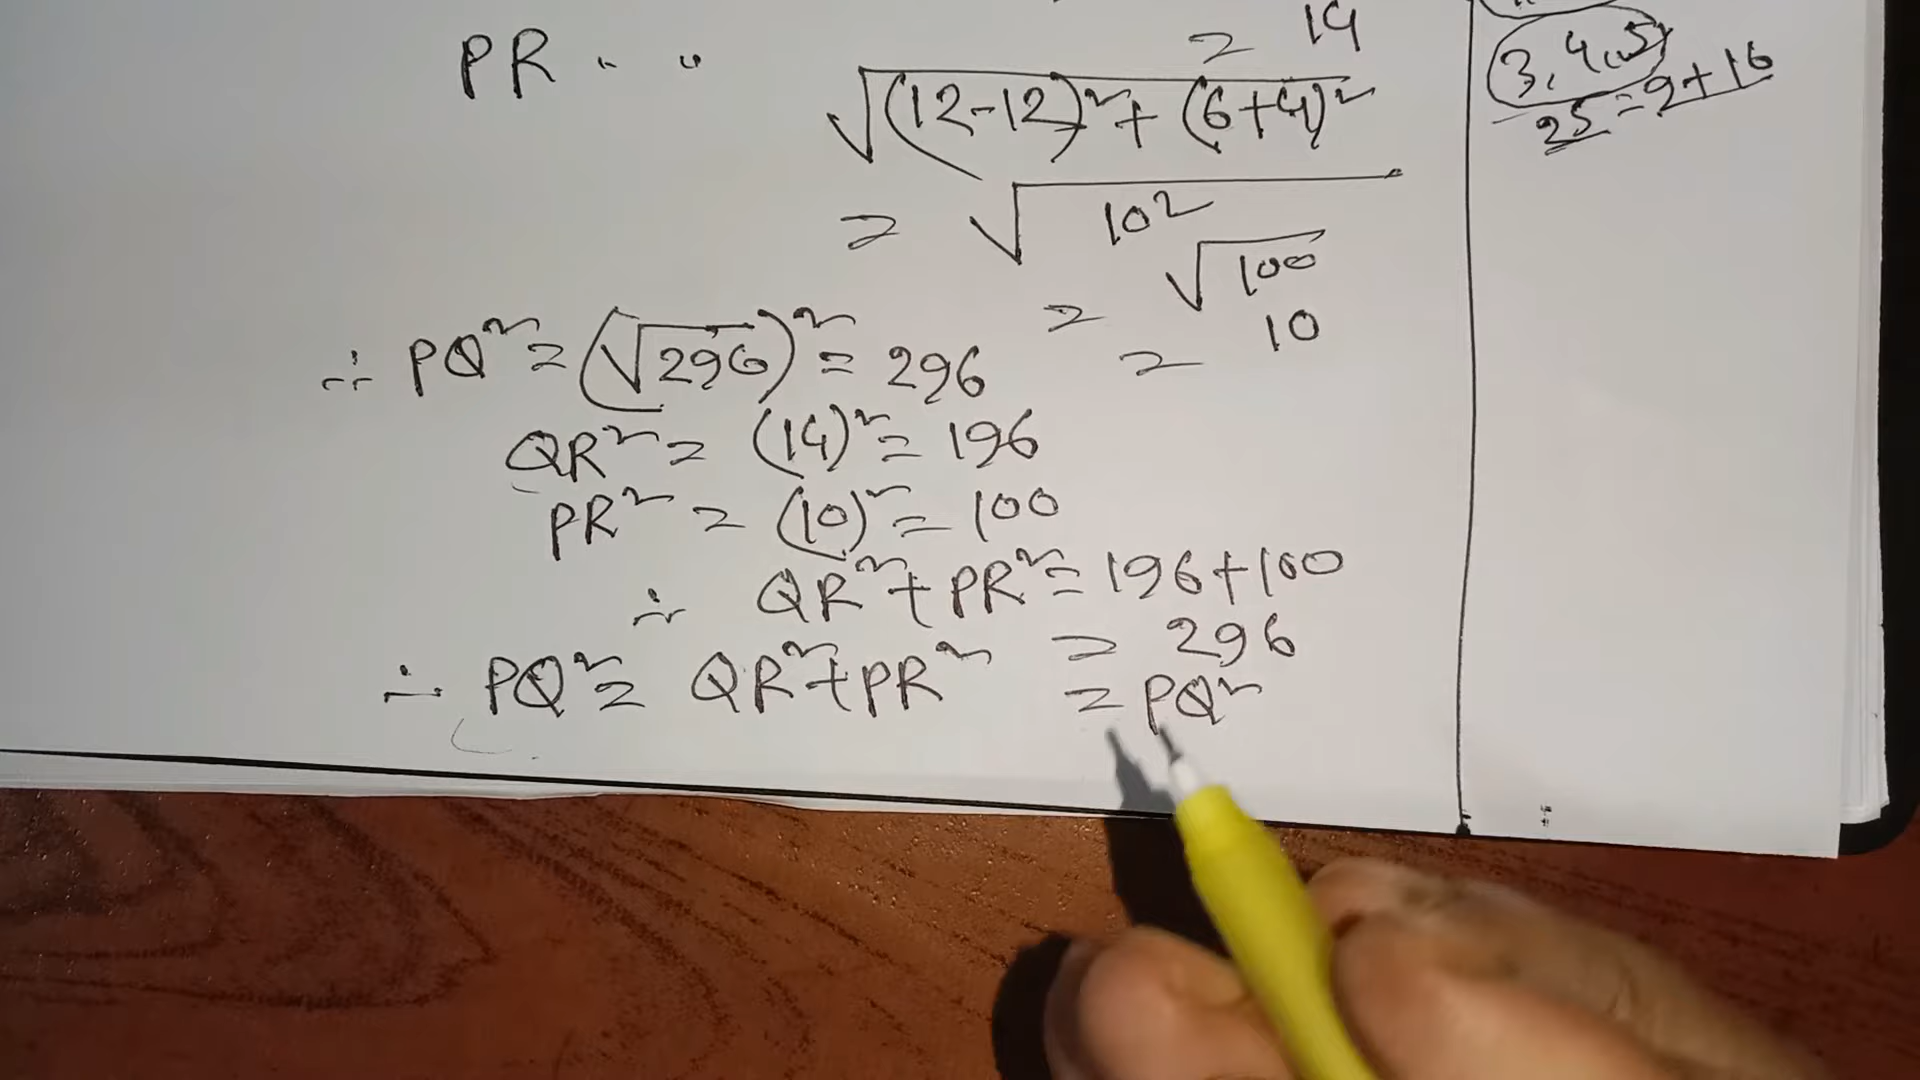 = 14
PR " "
√(12-12)² + (6+4)²
= √10²
= √100
= 10
∴ PQ² = (√296)² = 296
QR² = (14)² = 196
PR² = (10)² = 100
∴ QR² + PR² = 196+100
= 296
= PQ²
∴ PQ² = QR² + PR²
3, 4, 5
25 = 9+16